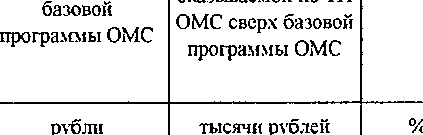 базовой
программы ОМС
ОМС сверх базовой
программы ОМС
рубли
тысячи рублей
%